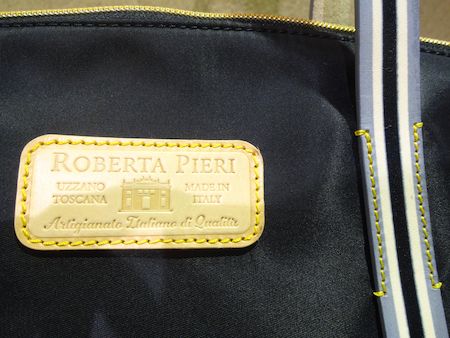 ROBERTA PIERI
UZZANO TOSCANA
MADE IN ITALY
Artigianato Italiano di Qualità